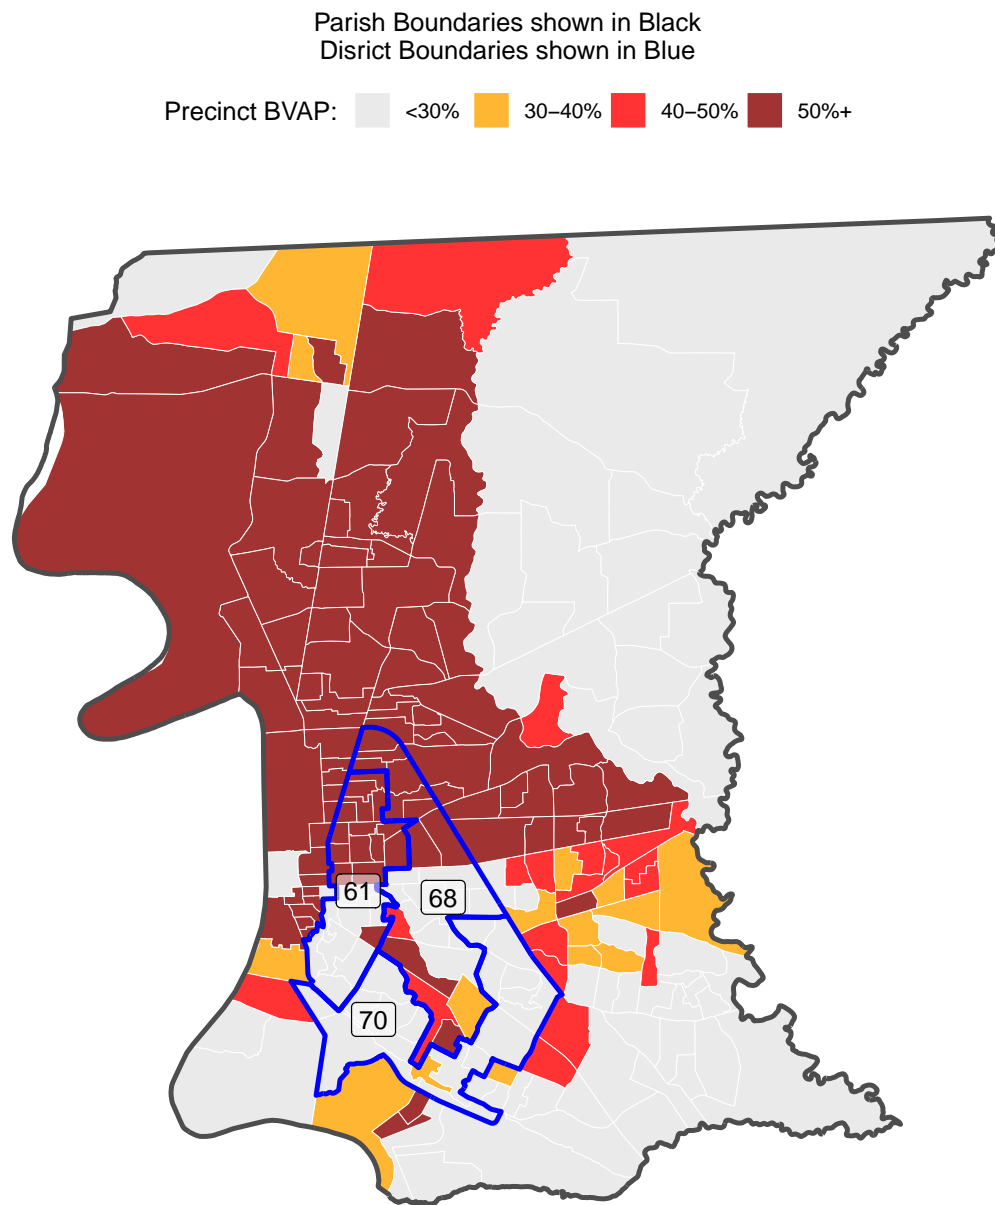 Parish Boundaries shown in Black
Disrict Boundaries shown in Blue
Precinct BVAP: <30% 30−40% 40−50% 50%+
61
68
70